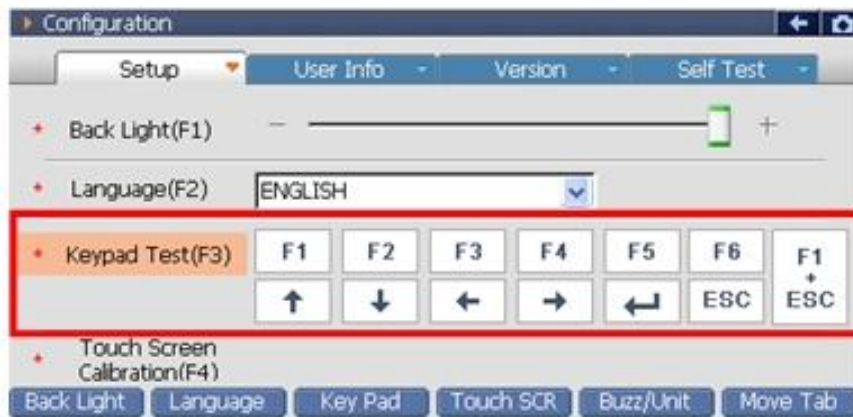 Configuration
Setup User Info Version Self Test
Back Light(F1) - +
Language(F2) ENGLISH
Keypad Test(F3) F1 F2 F3 F4 F5 F6 F1 + ESC
↑ ↓ ← → ↵ ESC
Touch Screen
Calibration(F4)
Back Light Language Key Pad Touch SCR Buzz/Unit Move Tab